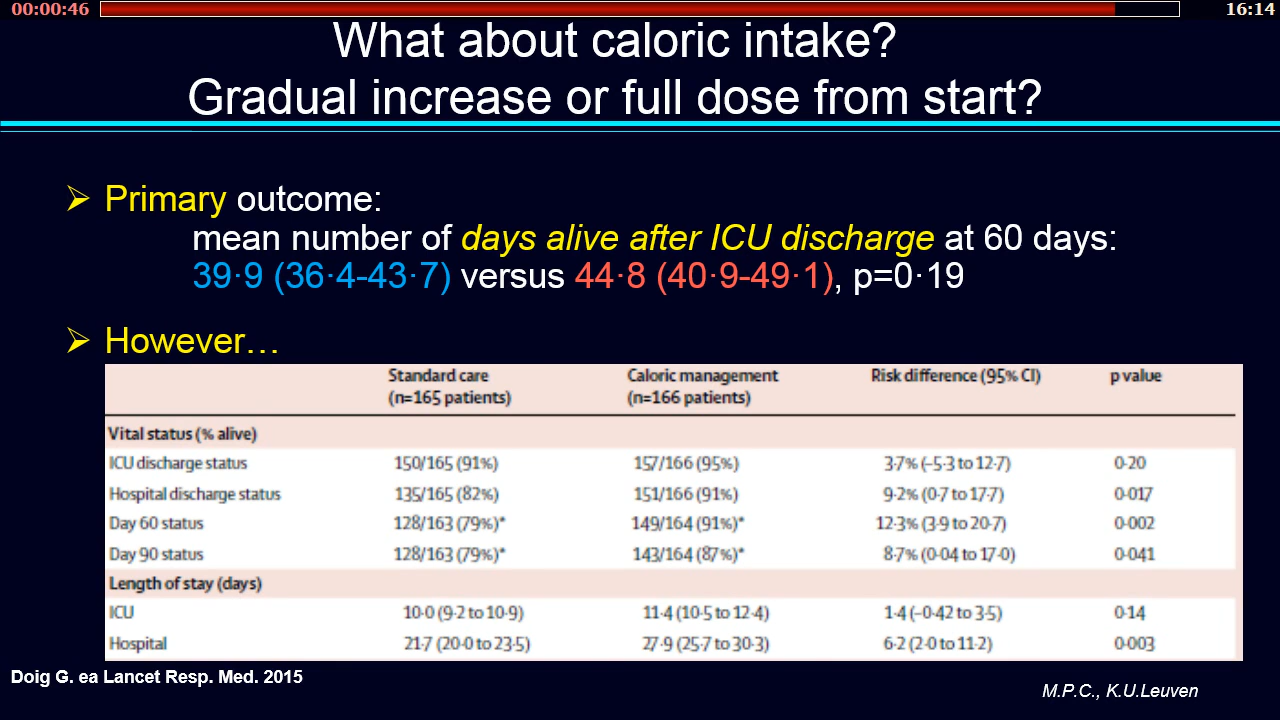 00:00:46
16:14
What about caloric intake?
Gradual increase or full dose from start?
Primary outcome:
mean number of days alive after ICU discharge at 60 days:
39·9 (36·4-43·7) versus 44·8 (40·9-49·1), p=0·19
However…
Standard care Caloric management Risk difference (95% CI) p value
(n=165 patients) (n=166 patients)
Vital status (% alive)
ICU discharge status 150/165 (91%) 157/166 (95%) 3·7% (–5·3 to 12·7) 0·20
Hospital discharge status 135/165 (82%) 151/166 (91%) 9·2% (0·7 to 17·7) 0·017
Day 60 status 128/163 (79%)* 149/164 (91%)* 12·3% (3·9 to 20·7) 0·002
Day 90 status 128/163 (79%)* 143/164 (87%)* 8·7% (0·04 to 17·0) 0·041
Length of stay (days)
ICU 10·0 (9·2 to 10·9) 11·4 (10·5 to 12·4) 1·4 (–0·42 to 3·5) 0·14
Hospital 21·7 (20·0 to 23·5) 27·9 (25·7 to 30·3) 6·2 (2·0 to 11·2) 0·003
Doig G. ea Lancet Resp. Med. 2015
M.P.C., K.U.Leuven